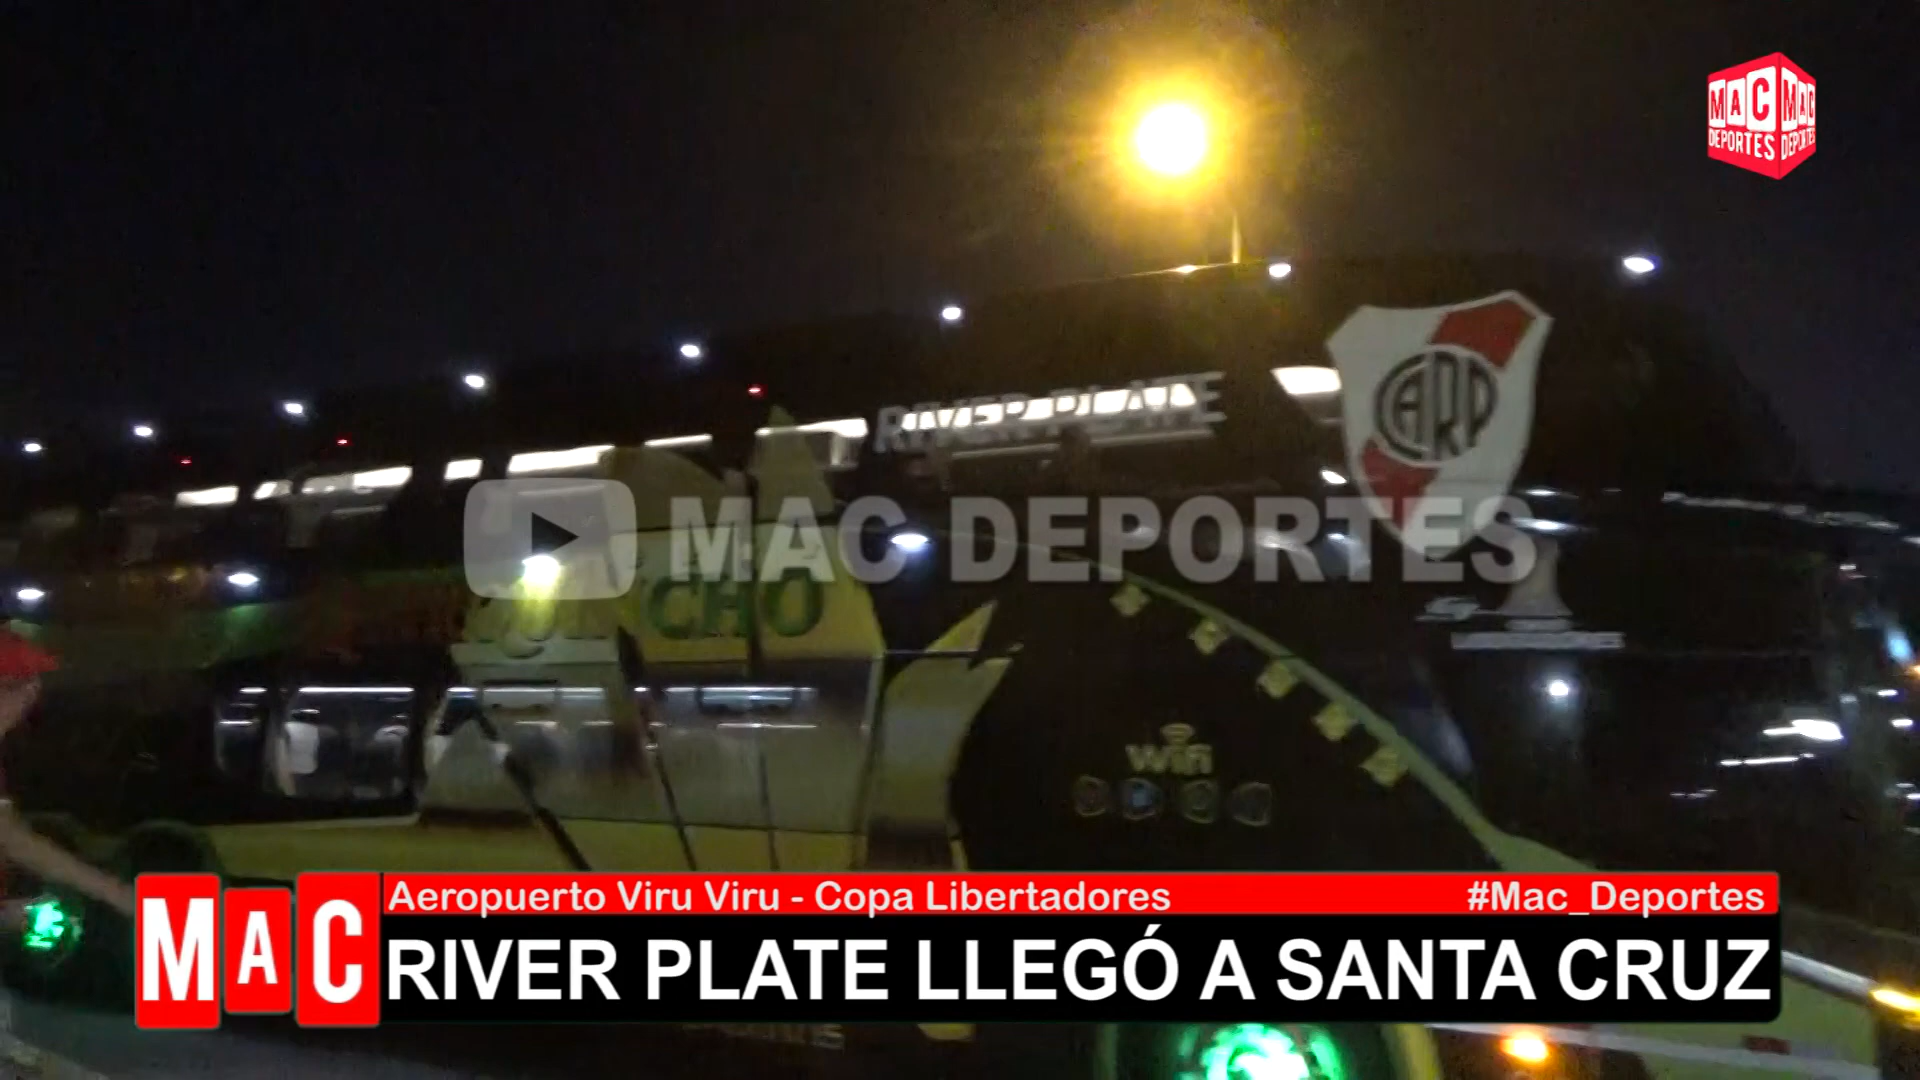 MAC MAC
DEPORTES DEPORTES
RIVER PLATE
CARP
MAC DEPORTES
CHO
wifi
MAC
Aeropuerto Viru Viru - Copa Libertadores
#Mac_Deportes
RIVER PLATE LLEGÓ A SANTA CRUZ